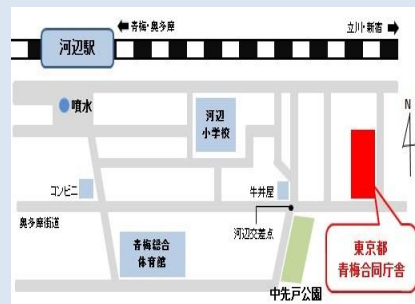 青梅・奥多摩
立川・新宿
河辺駅
噴水
河辺
小学校
N
コンビニ
牛丼屋
奥多摩街道
河辺交差点
青梅総合
体育館
東京都
青梅合同庁舎
中先戸公園